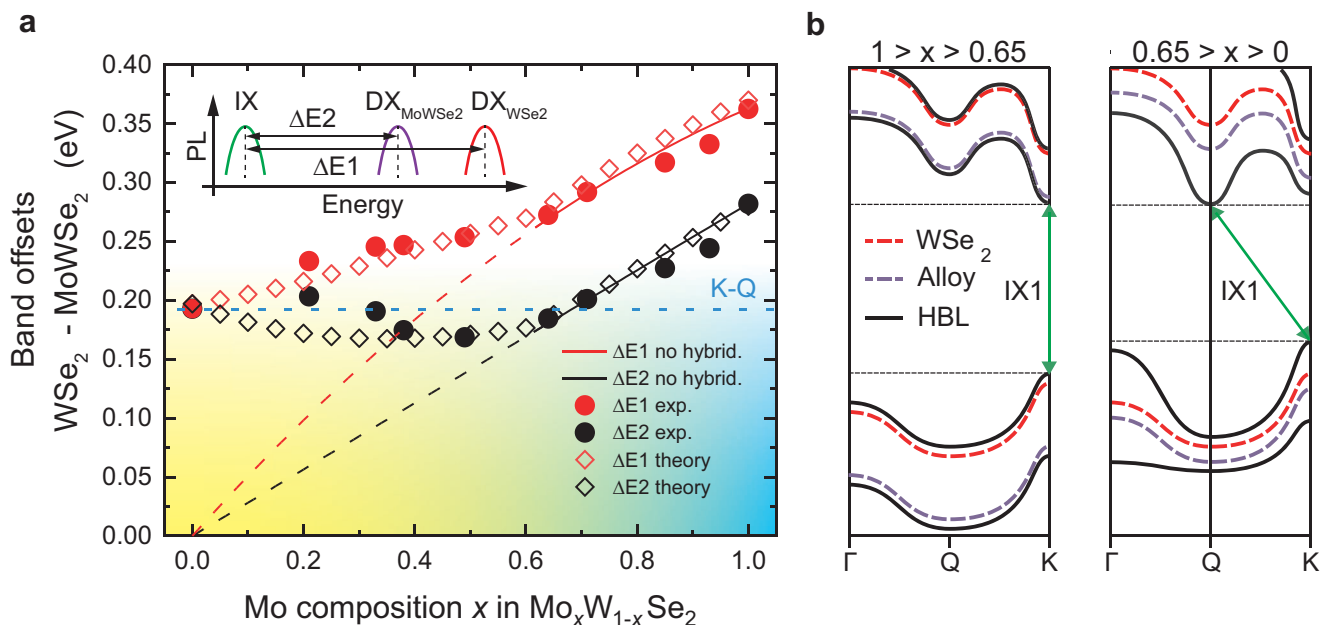 a
b
1 > x > 0.65
0.65 > x > 0
Band offsets
WSe2 - MoWSe2 (eV)
0.40
0.35
0.30
0.25
0.20
0.15
0.10
0.05
0.00
PL
IX
DXMoWSe2
DXWSe2
ΔE2
ΔE1
Energy
K-Q
ΔE1 no hybrid.
ΔE2 no hybrid.
ΔE1 exp.
ΔE2 exp.
ΔE1 theory
ΔE2 theory
0.0 0.2 0.4 0.6 0.8 1.0
Mo composition x in MoxW1-xSe2
WSe2
Alloy
HBL
IX1
IX1
Γ Q K
Γ Q K